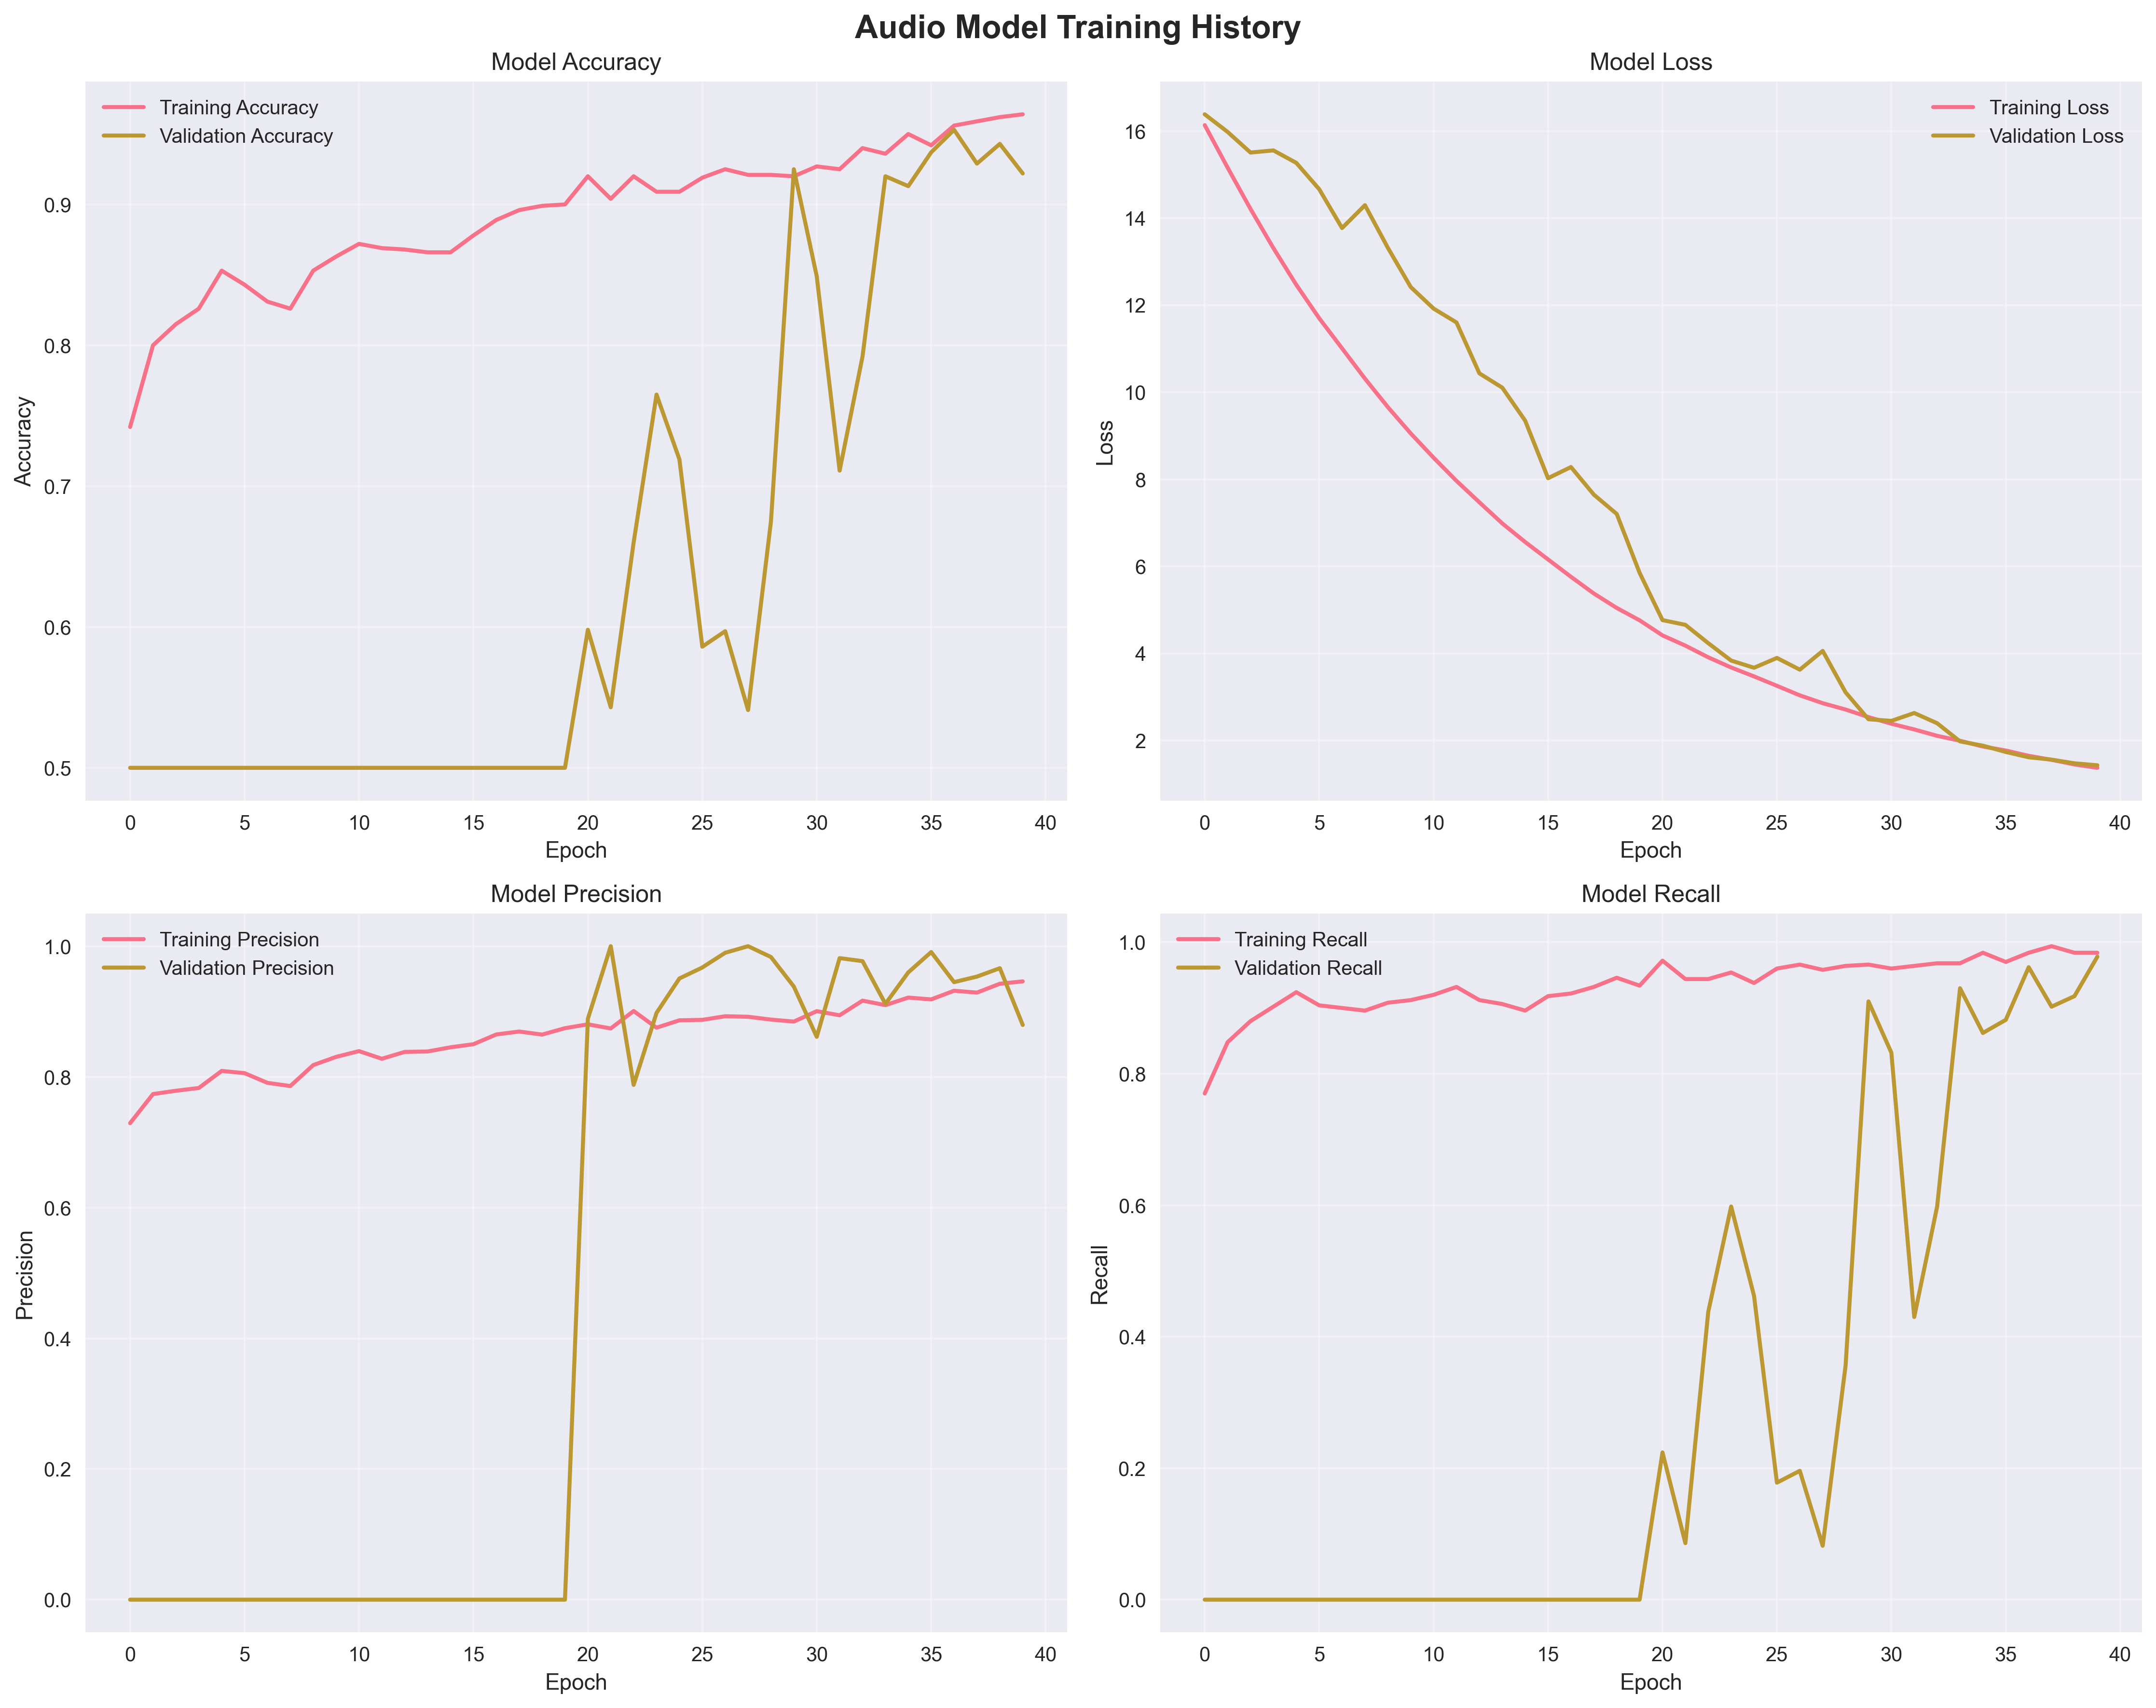 Audio Model Training History
Model Accuracy
Training Accuracy
Validation Accuracy
0.9
0.8
0.7
0.6
0.5
Accuracy
0 5 10 15 20 25 30 35 40
Epoch
Model Loss
Training Loss
Validation Loss
16
14
12
10
8
6
4
2
Loss
0 5 10 15 20 25 30 35 40
Epoch
Model Precision
Training Precision
Validation Precision
1.0
0.8
0.6
0.4
0.2
0.0
Precision
0 5 10 15 20 25 30 35 40
Epoch
Model Recall
Training Recall
Validation Recall
1.0
0.8
0.6
0.4
0.2
0.0
Recall
0 5 10 15 20 25 30 35 40
Epoch